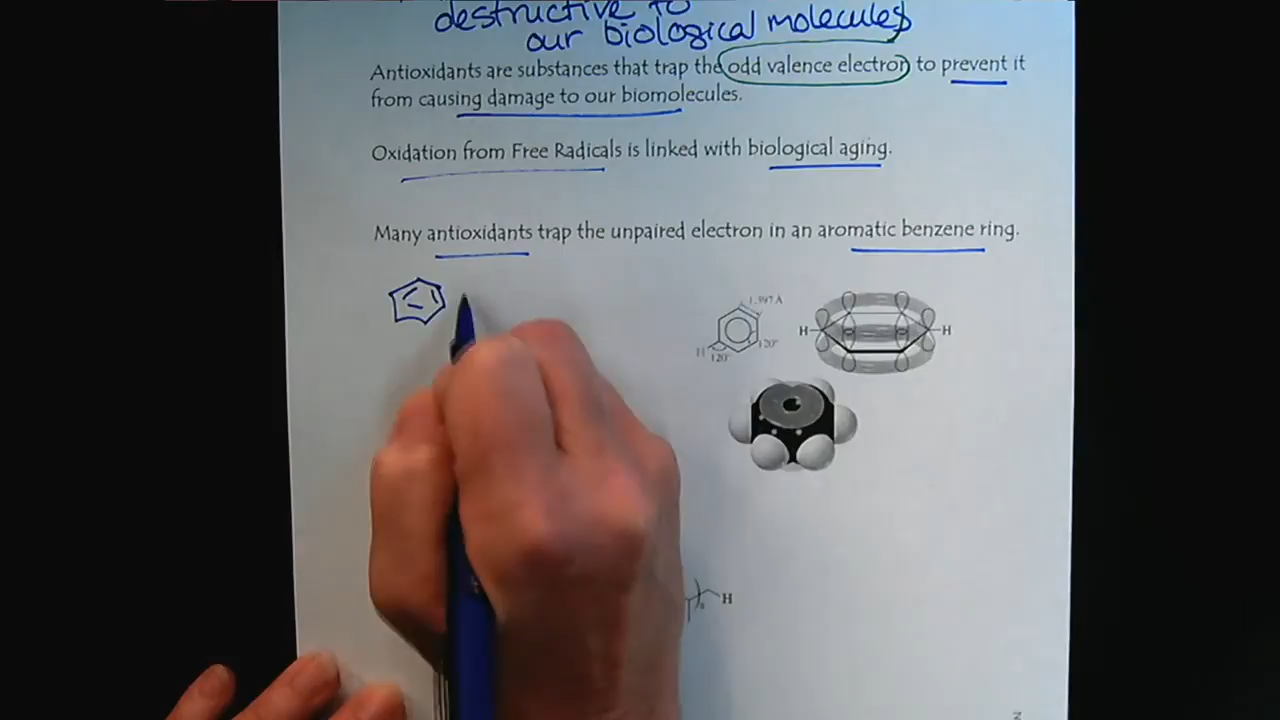 destructive to
our biological molecules
Antioxidants are substances that trap the odd valence electron to prevent it
from causing damage to our biomolecules.
Oxidation from Free Radicals is linked with biological aging.
Many antioxidants trap the unpaired electron in an aromatic benzene ring.
1.397 Å
H 120° 120°
H H
H